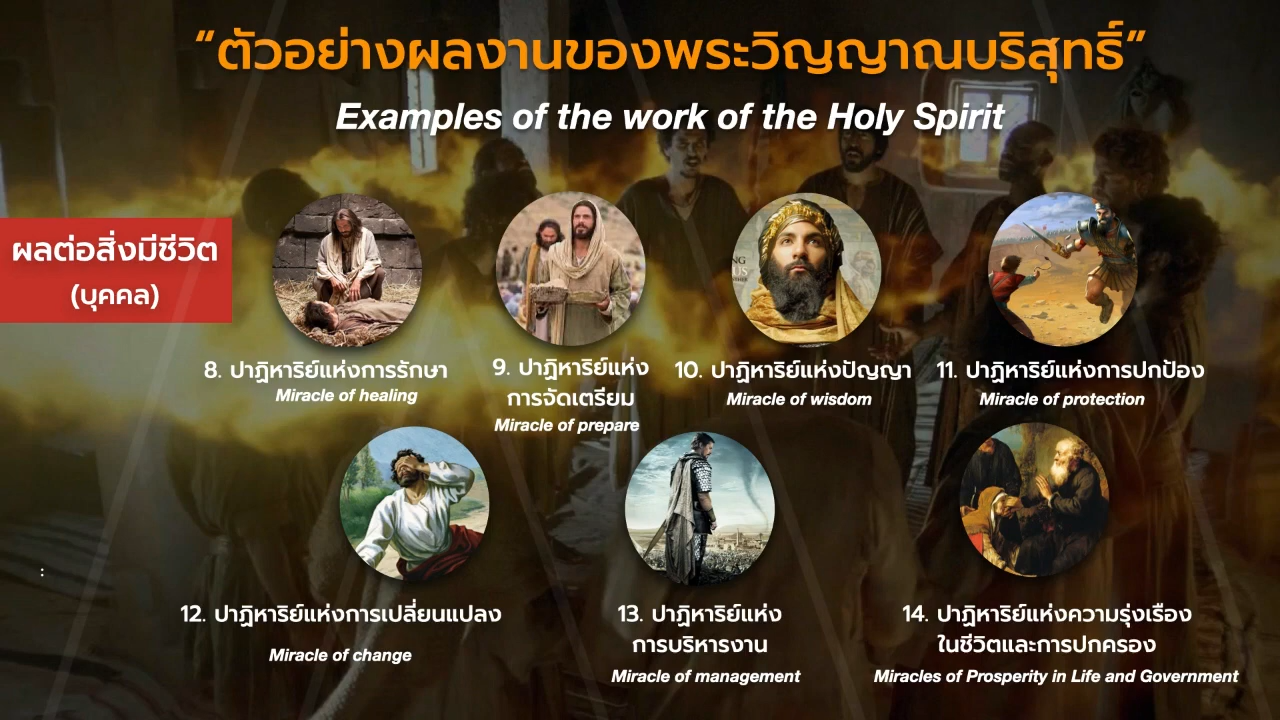 “ตัวอย่างผลงานของพระวิญญาณบริสุทธิ์”
Examples of the work of the Holy Spirit
ผลต่อสิ่งมีชีวิต
(บุคคล)
8. ปาฏิหาริย์แห่งการรักษา
Miracle of healing
9. ปาฏิหาริย์แห่ง
การจัดเตรียม
Miracle of prepare
10. ปาฏิหาริย์แห่งปัญญา
Miracle of wisdom
11. ปาฏิหาริย์แห่งการปกป้อง
Miracle of protection
:
12. ปาฏิหาริย์แห่งการเปลี่ยนแปลง
Miracle of change
13. ปาฏิหาริย์แห่ง
การบริหารงาน
Miracle of management
14. ปาฏิหาริย์แห่งความรุ่งเรือง
ในชีวิตและการปกครอง
Miracles of Prosperity in Life and Government